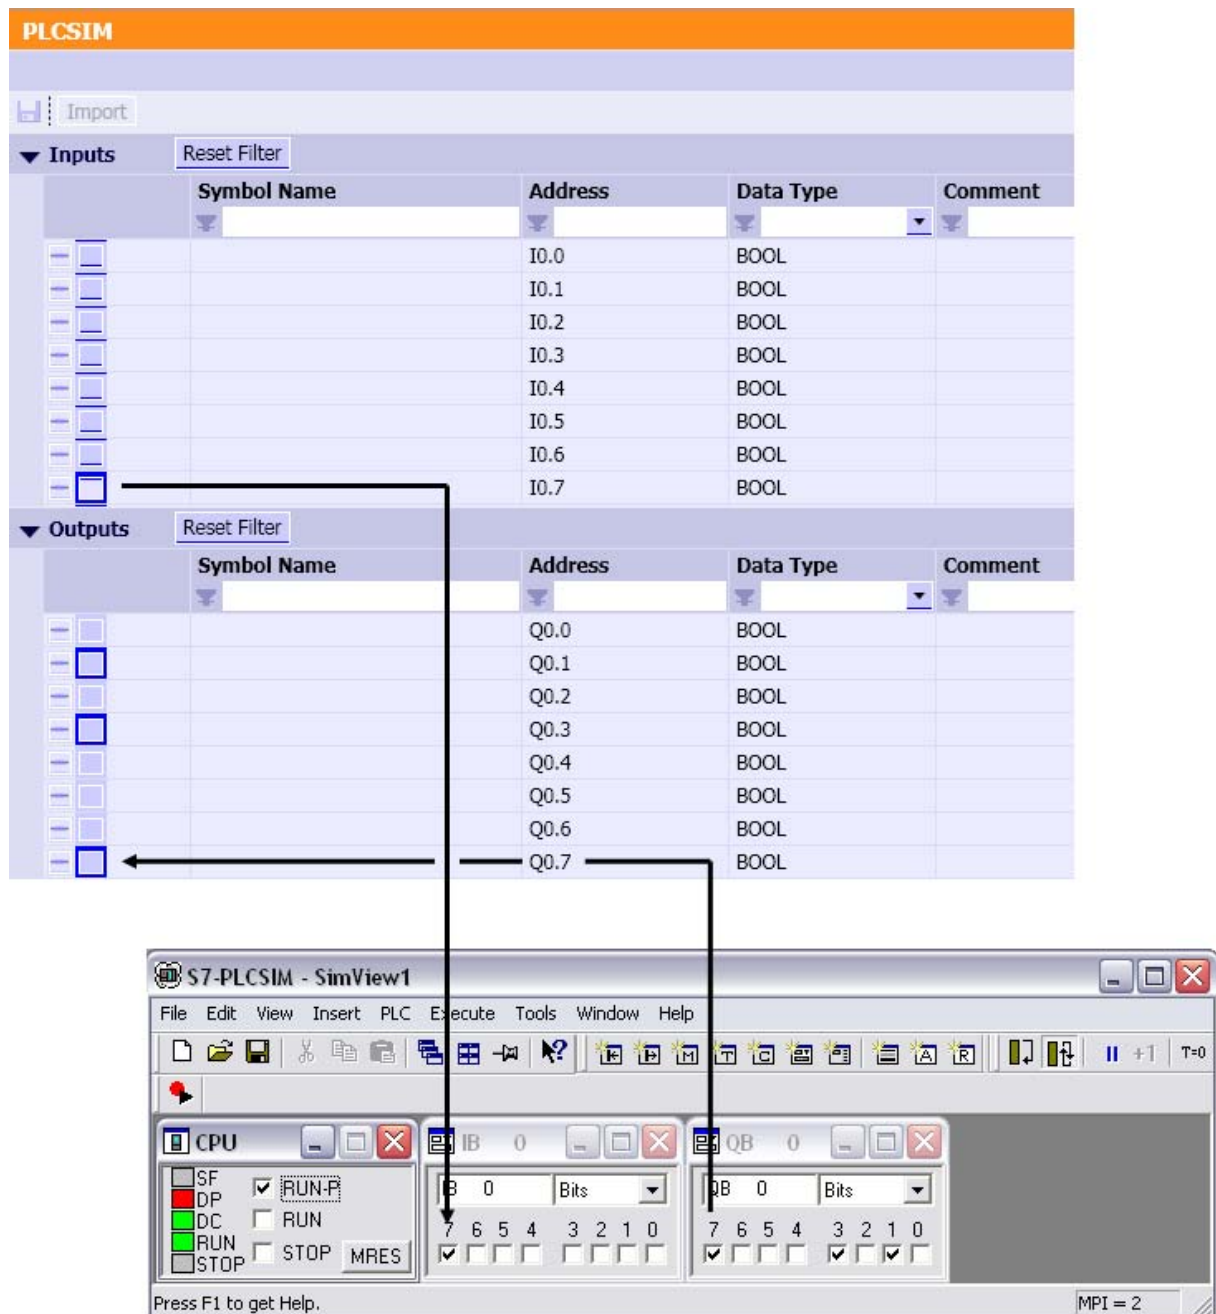 PLCSIM
Import
Inputs Reset Filter
Symbol Name Address Data Type Comment
I0.0 BOOL
I0.1 BOOL
I0.2 BOOL
I0.3 BOOL
I0.4 BOOL
I0.5 BOOL
I0.6 BOOL
I0.7 BOOL
Outputs Reset Filter
Symbol Name Address Data Type Comment
Q0.0 BOOL
Q0.1 BOOL
Q0.2 BOOL
Q0.3 BOOL
Q0.4 BOOL
Q0.5 BOOL
Q0.6 BOOL
Q0.7 BOOL
S7-PLCSIM - SimView1
File Edit View Insert PLC Execute Tools Window Help
M T C A R +1 T=0
CPU IB 0 QB 0
SF
DP
DC
RUN
STOP
RUN-P
RUN
STOP MRES
IB 0 Bits
7 6 5 4 3 2 1 0
QB 0 Bits
7 6 5 4 3 2 1 0
Press F1 to get Help. MPI = 2